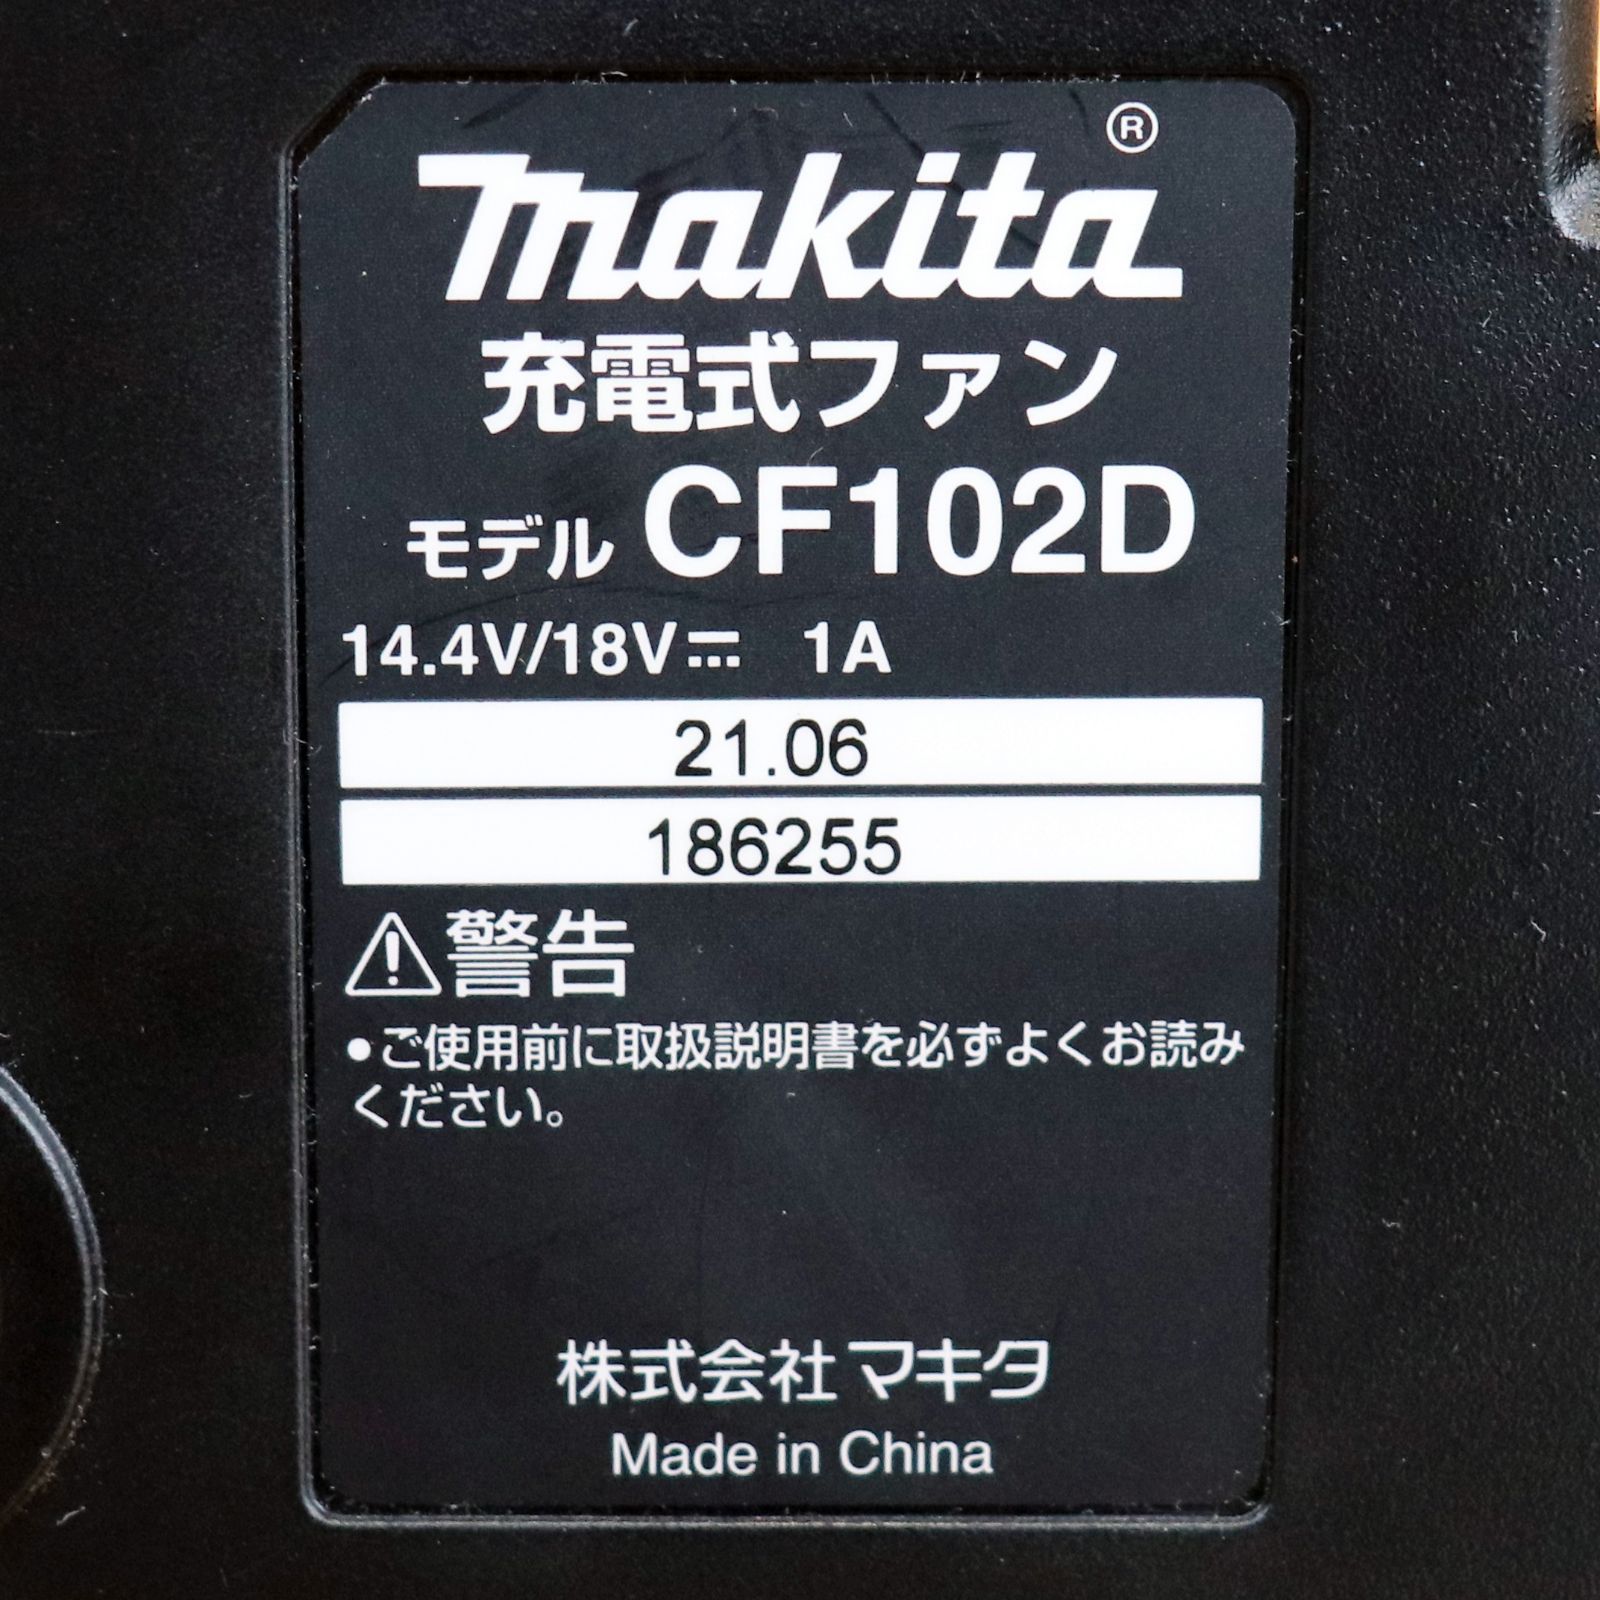 makita®
充電式ファン
モデル CF102D
14.4V/18V⎓ 1A
21.06
186255
⚠警告
●ご使用前に取扱説明書を必ずよくお読み
ください。
株式会社マキタ
Made in China